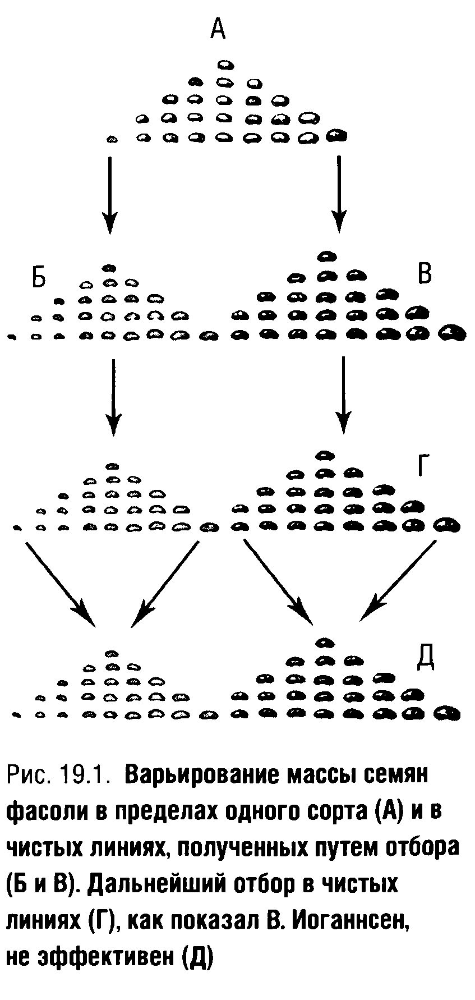 А
Б
В
Г
Д
Рис. 19.1. Варьирование массы семян
фасоли в пределах одного сорта (А) и в
чистых линиях, полученных путем отбора
(Б и В). Дальнейший отбор в чистых
линиях (Г), как показал В. Иоганнсен,
не эффективен (Д)